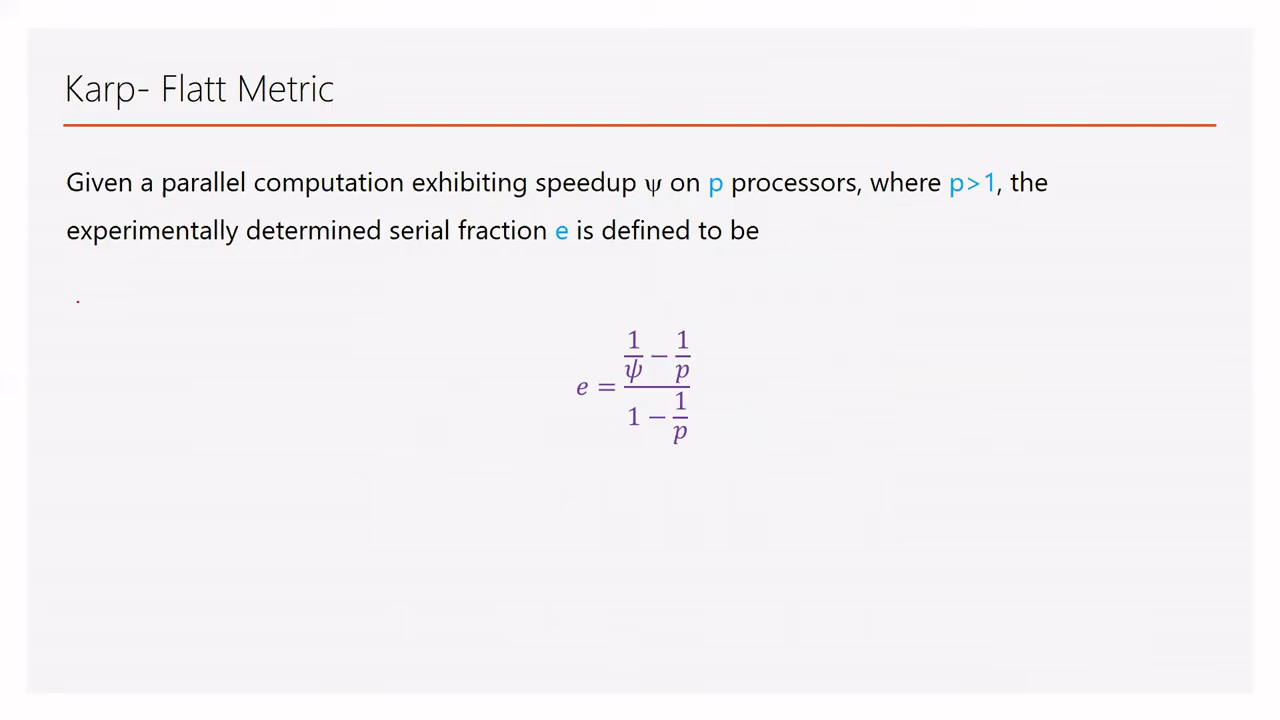 Karp- Flatt Metric
Given a parallel computation exhibiting speedup ψ on p processors, where p>1, the
experimentally determined serial fraction e is defined to be
e = (1/ψ − 1/p) / (1 − 1/p)